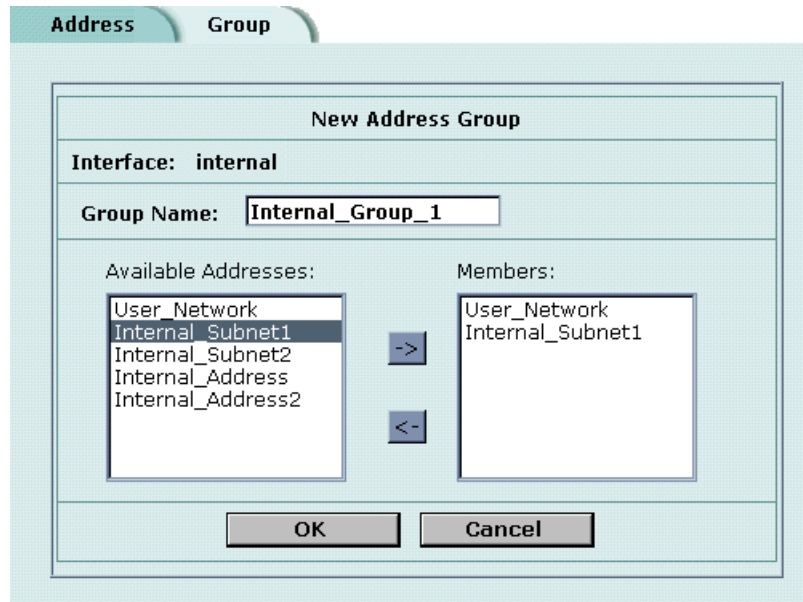 Address Group
New Address Group
Interface: internal
Group Name: Internal_Group_1
Available Addresses: Members:
User_Network
Internal_Subnet1
Internal_Subnet2
Internal_Address
Internal_Address2
User_Network
Internal_Subnet1
->
<-
OK Cancel